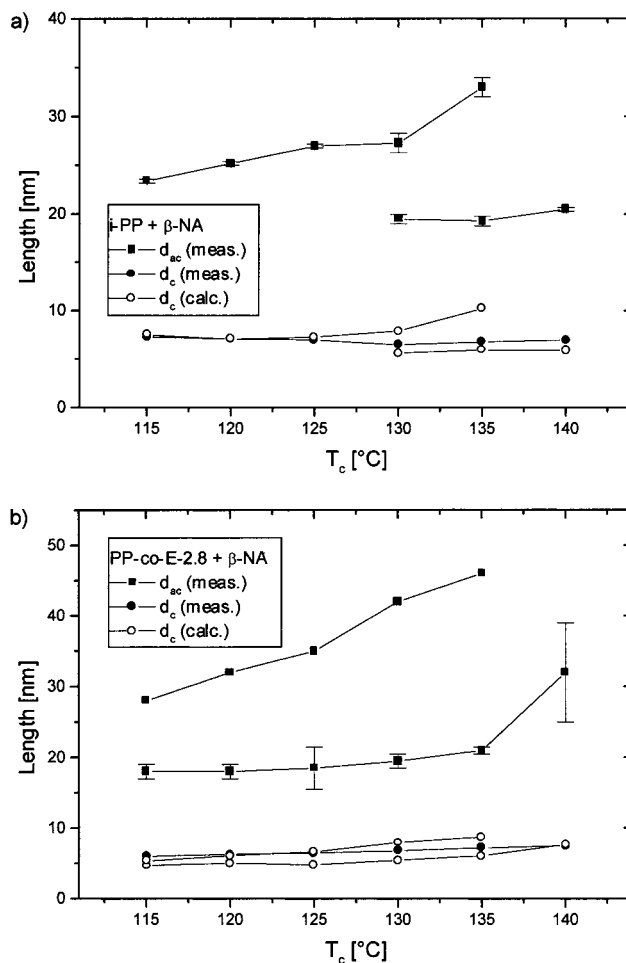 a)
40
30
20
10
0
Length [nm]
i-PP + β-NA
d_ac (meas.)
d_c (meas.)
d_c (calc.)
115 120 125 130 135 140
T_c [°C]
b)
50
40
30
20
10
0
Length [nm]
PP-co-E-2.8 + β-NA
d_ac (meas.)
d_c (meas.)
d_c (calc.)
115 120 125 130 135 140
T_c [°C]